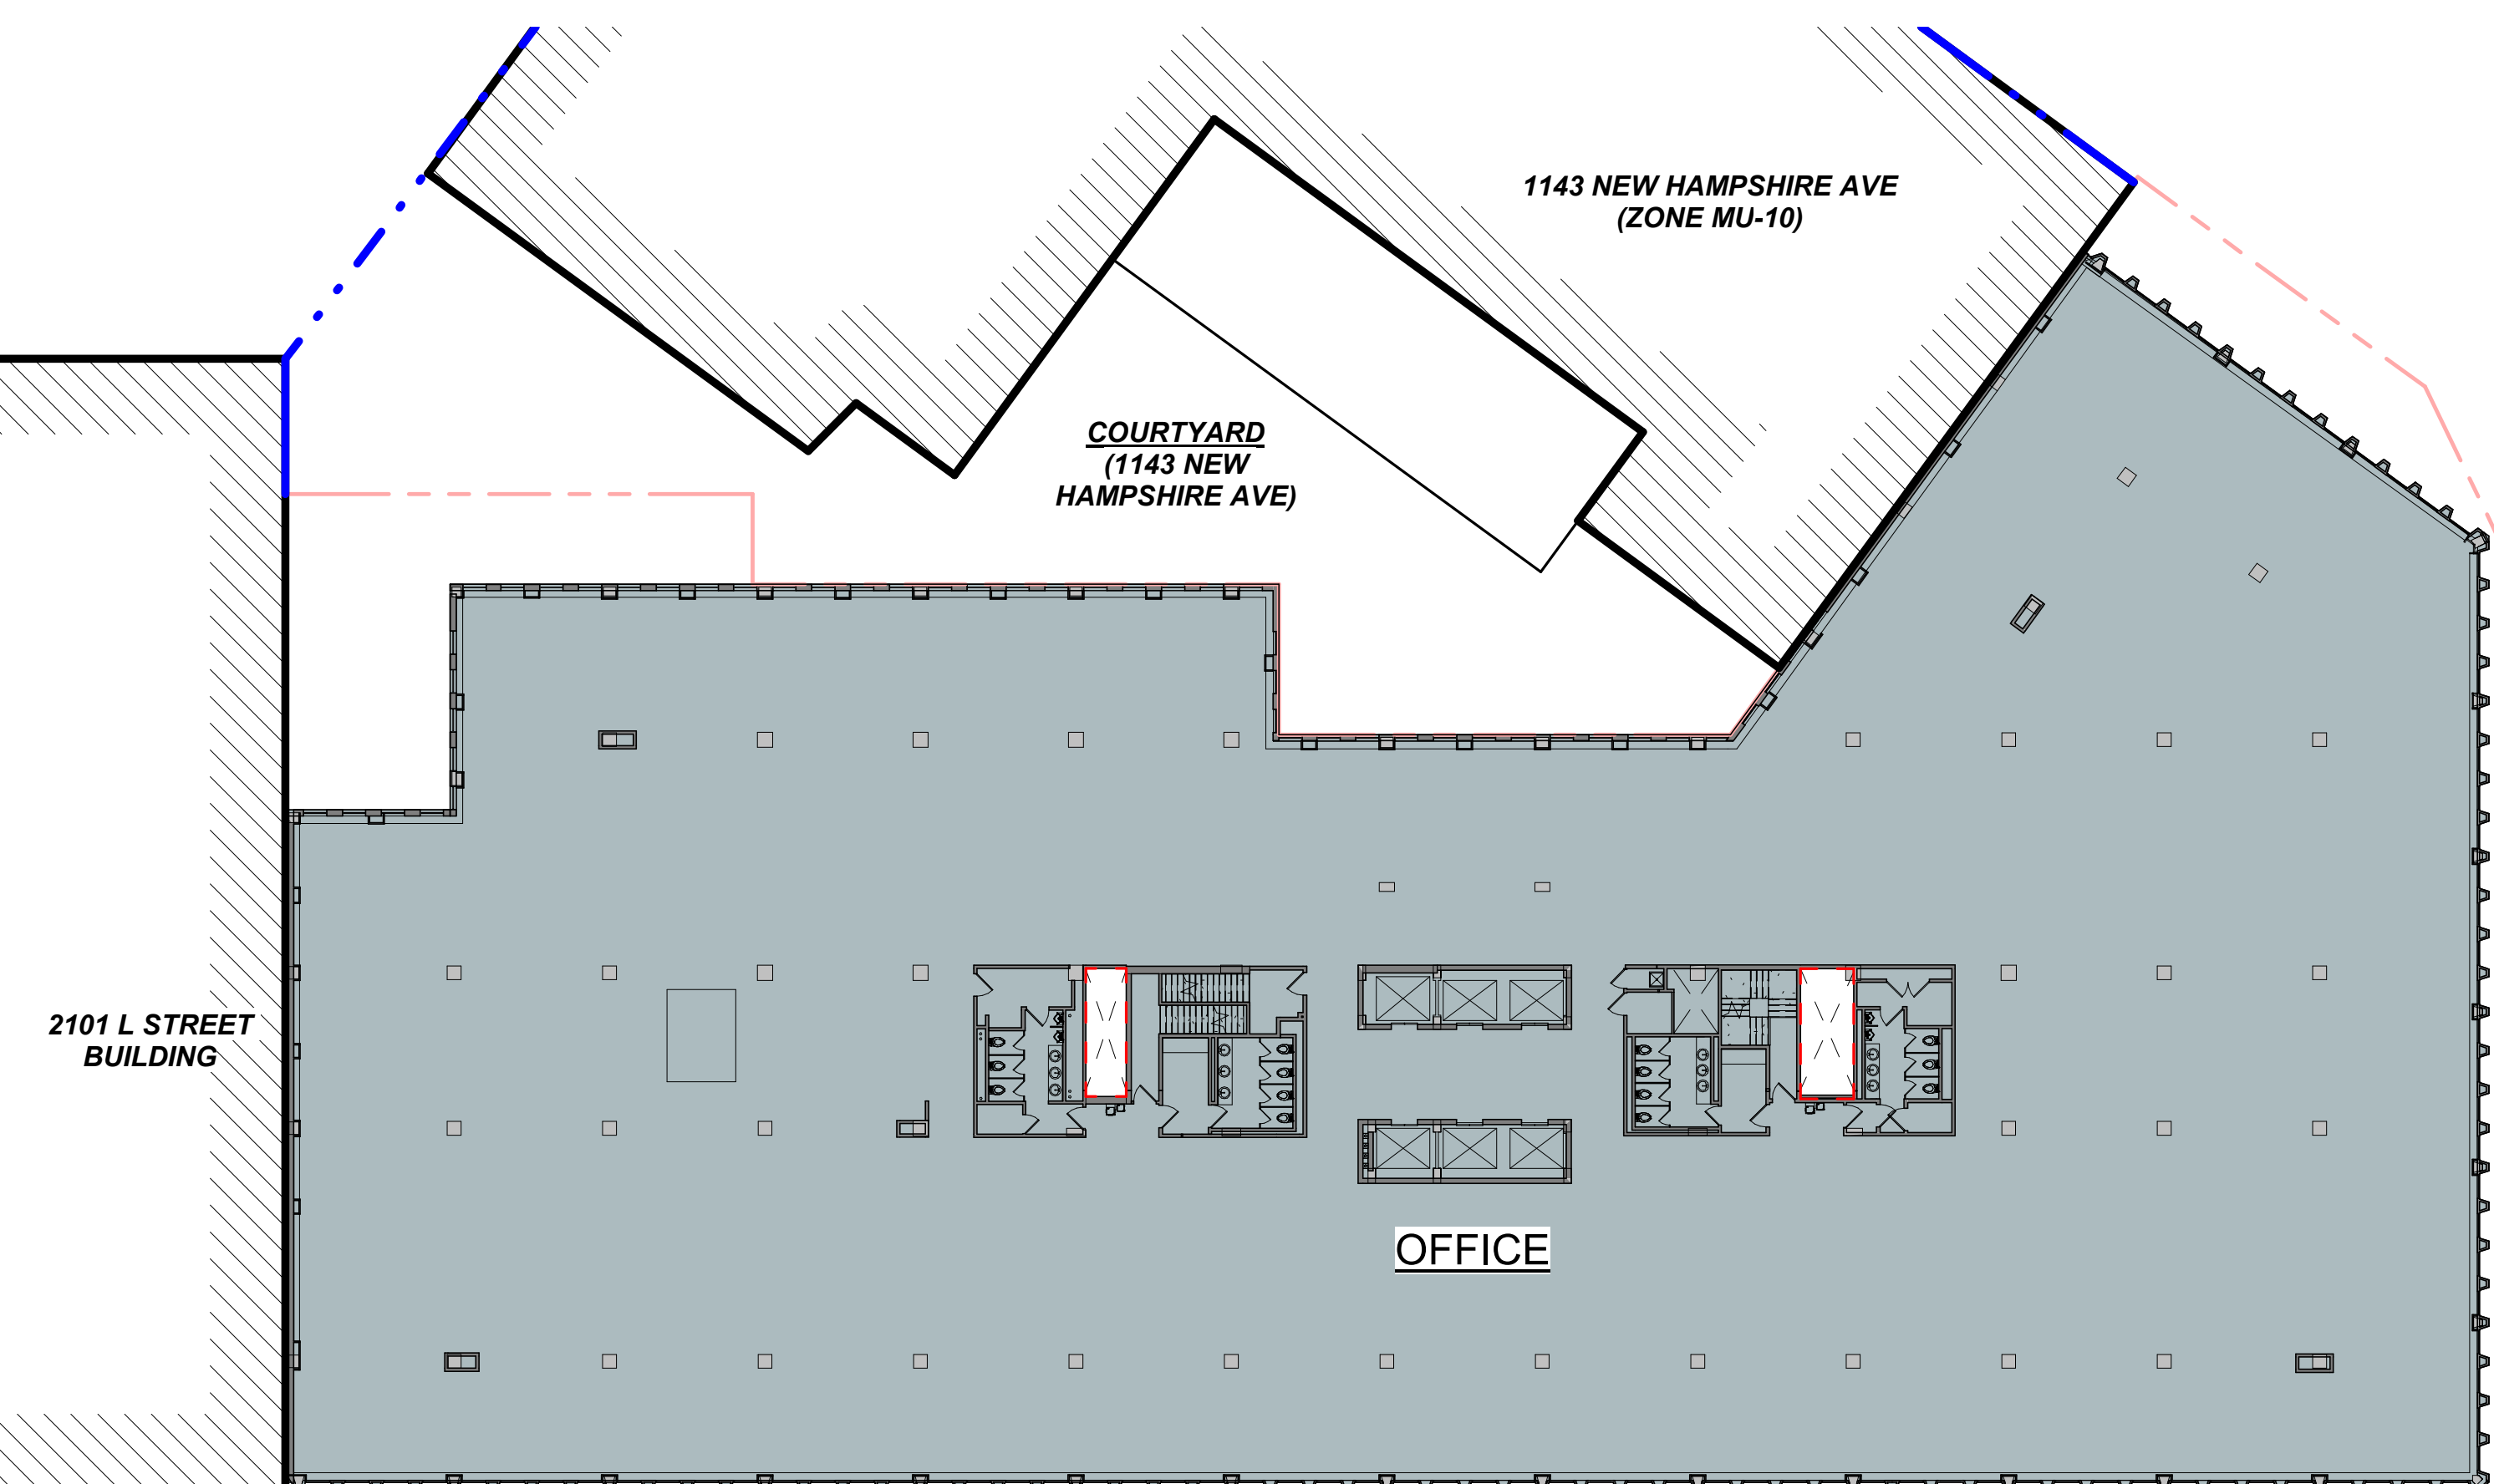 1143 NEW HAMPSHIRE AVE
(ZONE MU-10)
COURTYARD
(1143 NEW
HAMPSHIRE AVE)
2101 L STREET
BUILDING
OFFICE